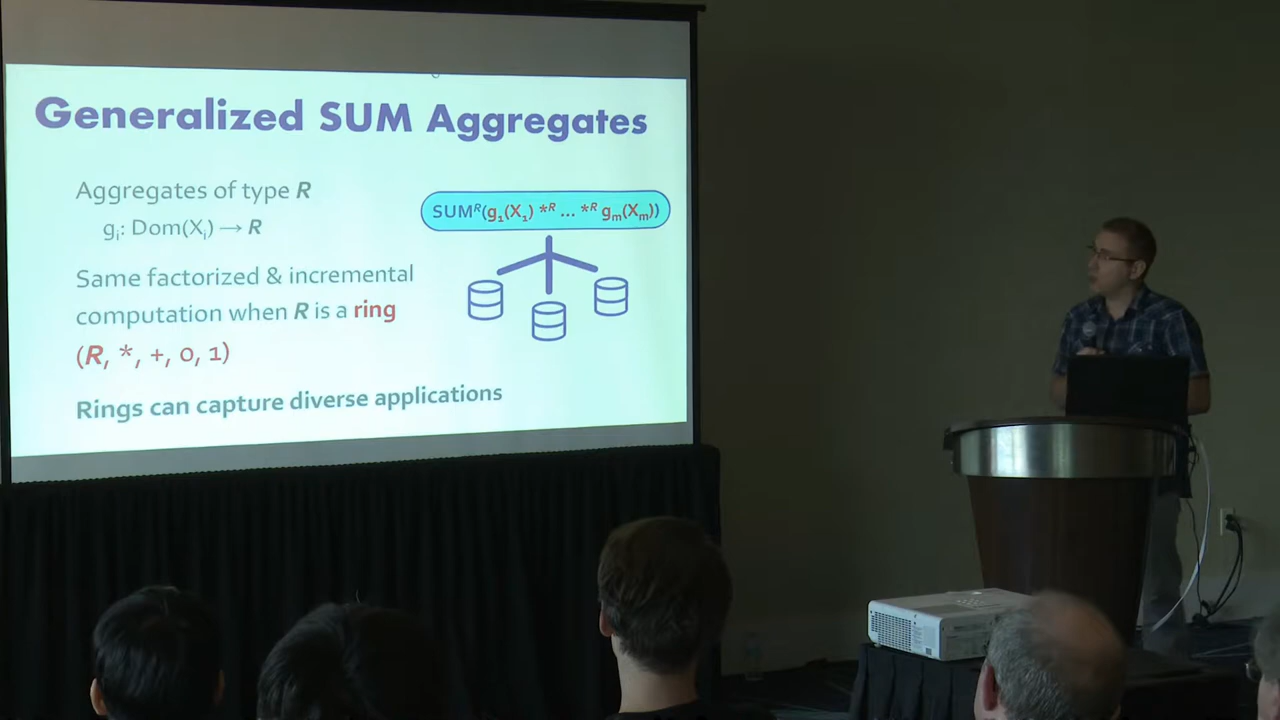 Generalized SUM Aggregates
Aggregates of type R
gᵢ: Dom(Xᵢ) → R
Same factorized & incremental
computation when R is a ring
(R, *, +, 0, 1)
Rings can capture diverse applications
SUMᴿ(g₁(X₁) *ᴿ ... *ᴿ gₘ(Xₘ))